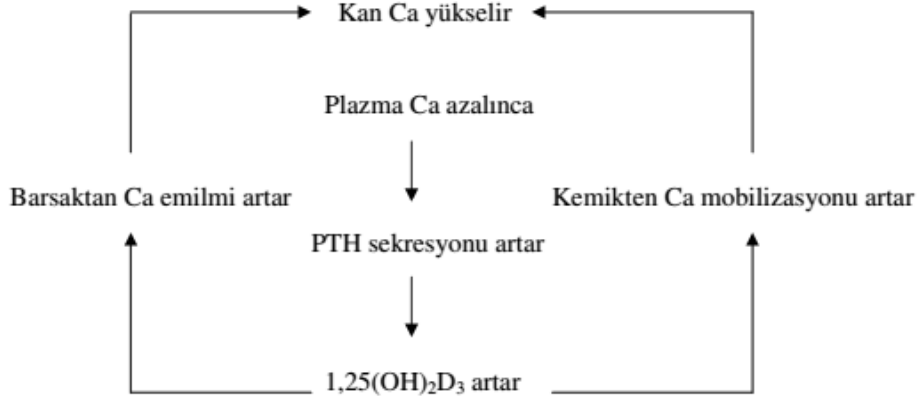 Kan Ca yükselir
Plazma Ca azalınca
Barsaktan Ca emilmi artar
Kemikten Ca mobilizasyonu artar
PTH sekresyonu artar
1,25(OH)₂D₃ artar